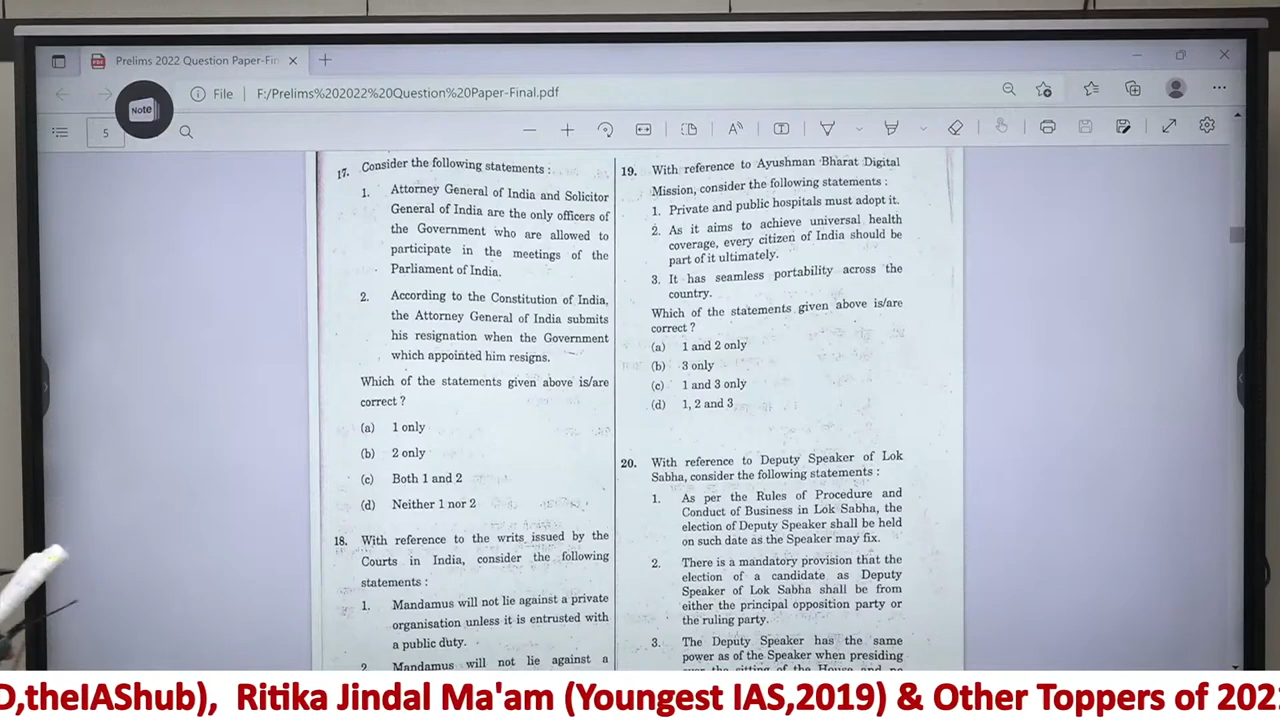 Prelims 2022 Question Paper-Fin
Note
File
F:/Prelims%202022%20Question%20Paper-Final.pdf
5
17. Consider the following statements :
1. Attorney General of India and Solicitor
General of India are the only officers of
the Government who are allowed to
participate in the meetings of the
Parliament of India.
2. According to the Constitution of India,
the Attorney General of India submits
his resignation when the Government
which appointed him resigns.
Which of the statements given above is/are
correct ?
(a) 1 only
(b) 2 only
(c) Both 1 and 2
(d) Neither 1 nor 2
18. With reference to the writs issued by the
Courts in India, consider the following
statements :
1. Mandamus will not lie against a private
organisation unless it is entrusted with
a public duty.
2. Mandamus will not lie against a
19. With reference to Ayushman Bharat Digital
Mission, consider the following statements :
1. Private and public hospitals must adopt it.
2. As it aims to achieve universal health
coverage, every citizen of India should be
part of it ultimately.
3. It has seamless portability across the
country.
Which of the statements given above is/are
correct ?
(a) 1 and 2 only
(b) 3 only
(c) 1 and 3 only
(d) 1, 2 and 3
20. With reference to Deputy Speaker of Lok
Sabha, consider the following statements :
1. As per the Rules of Procedure and
Conduct of Business in Lok Sabha, the
election of Deputy Speaker shall be held
on such date as the Speaker may fix.
2. There is a mandatory provision that the
election of a candidate as Deputy
Speaker of Lok Sabha shall be from
either the principal opposition party or
the ruling party.
3. The Deputy Speaker has the same
power as of the Speaker when presiding
over the sitting of the House and no
D,theIAShub), Ritika Jindal Ma'am (Youngest IAS,2019) & Other Toppers of 202